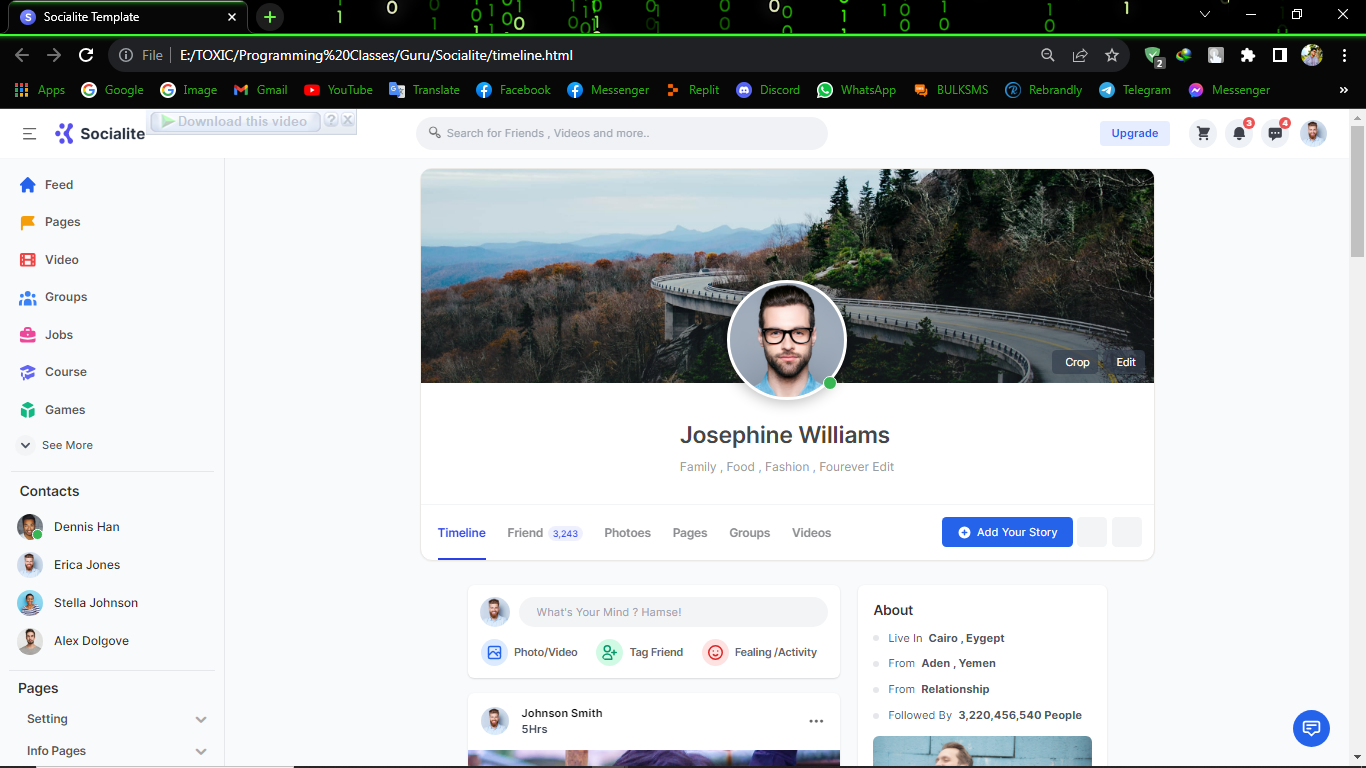 Socialite Template
File E:/TOXIC/Programming%20Classes/Guru/Socialite/timeline.html
2
Apps Google Image Gmail YouTube Translate Facebook Messenger Replit Discord WhatsApp BULKSMS Rebrandly Telegram Messenger »
Socialite
Download this video ?
Search for Friends , Videos and more..
Upgrade
3
4
Feed
Pages
Video
Groups
Jobs
Course
Games
See More
Contacts
Dennis Han
Erica Jones
Stella Johnson
Alex Dolgove
Pages
Setting
Info Pages
Crop
Edit
Josephine Williams
Family , Food , Fashion , Fourever Edit
Timeline Friend 3,243 Photoes Pages Groups Videos
Add Your Story
What's Your Mind ? Hamse!
Photo/Video Tag Friend Fealing /Activity
Johnson Smith
5Hrs
About
Live In Cairo , Eygept
From Aden , Yemen
From Relationship
Followed By 3,220,456,540 People